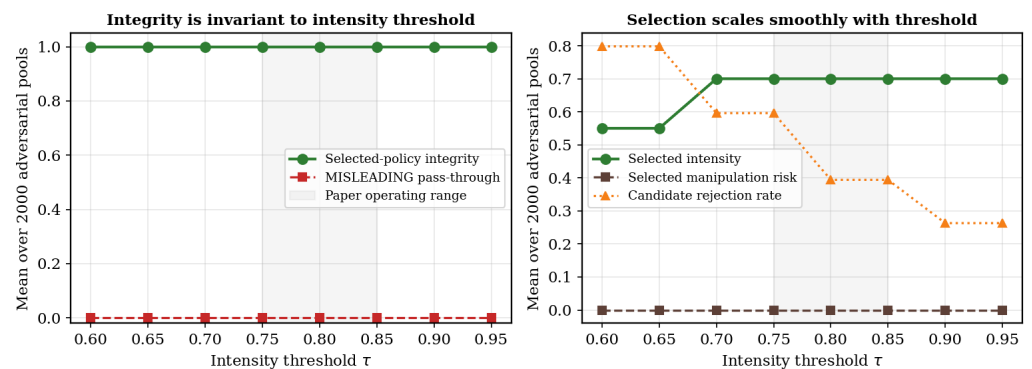 Integrity is invariant to intensity threshold
Mean over 2000 adversarial pools
1.0
0.8
0.6
0.4
0.2
0.0
Selected-policy integrity
MISLEADING pass-through
Paper operating range
0.60 0.65 0.70 0.75 0.80 0.85 0.90 0.95
Intensity threshold τ
Selection scales smoothly with threshold
Mean over 2000 adversarial pools
0.8
0.7
0.6
0.5
0.4
0.3
0.2
0.1
0.0
Selected intensity
Selected manipulation risk
Candidate rejection rate
0.60 0.65 0.70 0.75 0.80 0.85 0.90 0.95
Intensity threshold τ